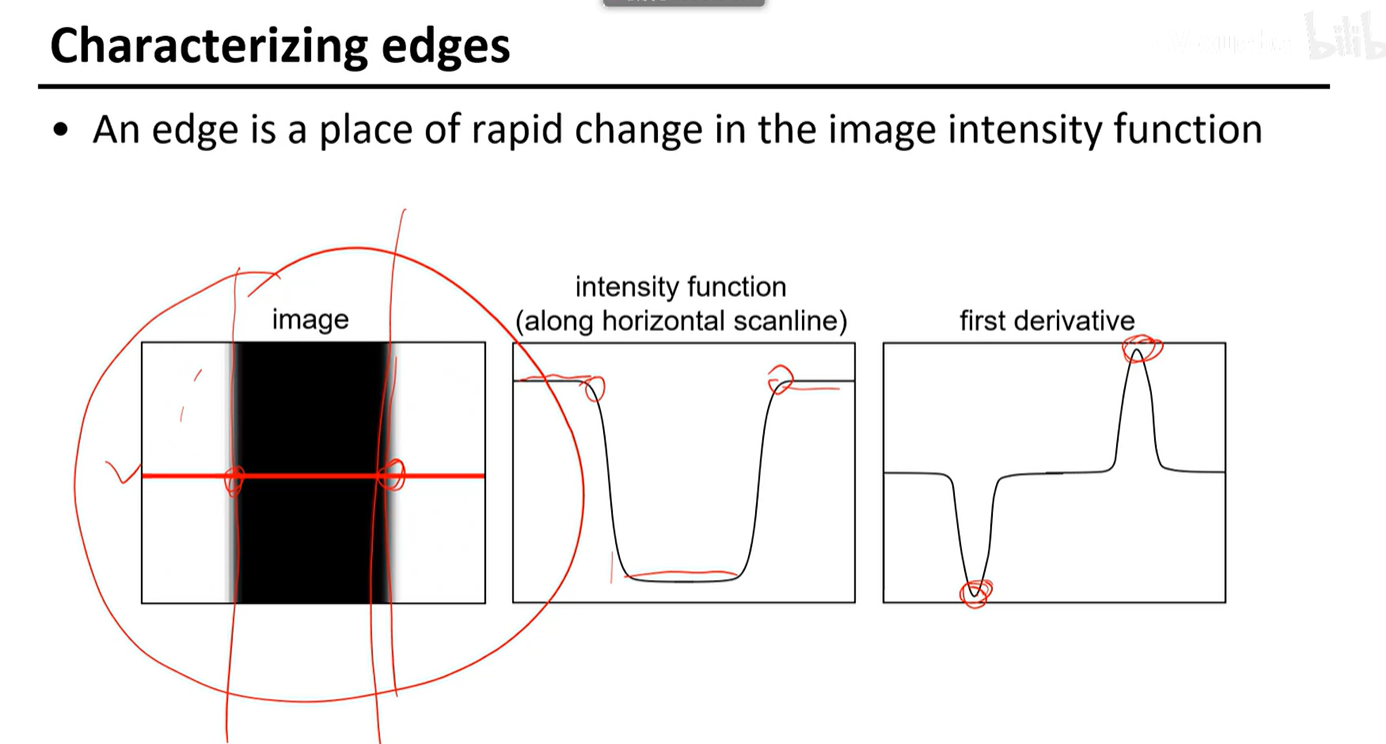 Characterizing edges
bilib
• An edge is a place of rapid change in the image intensity function
image
intensity function
(along horizontal scanline)
first derivative